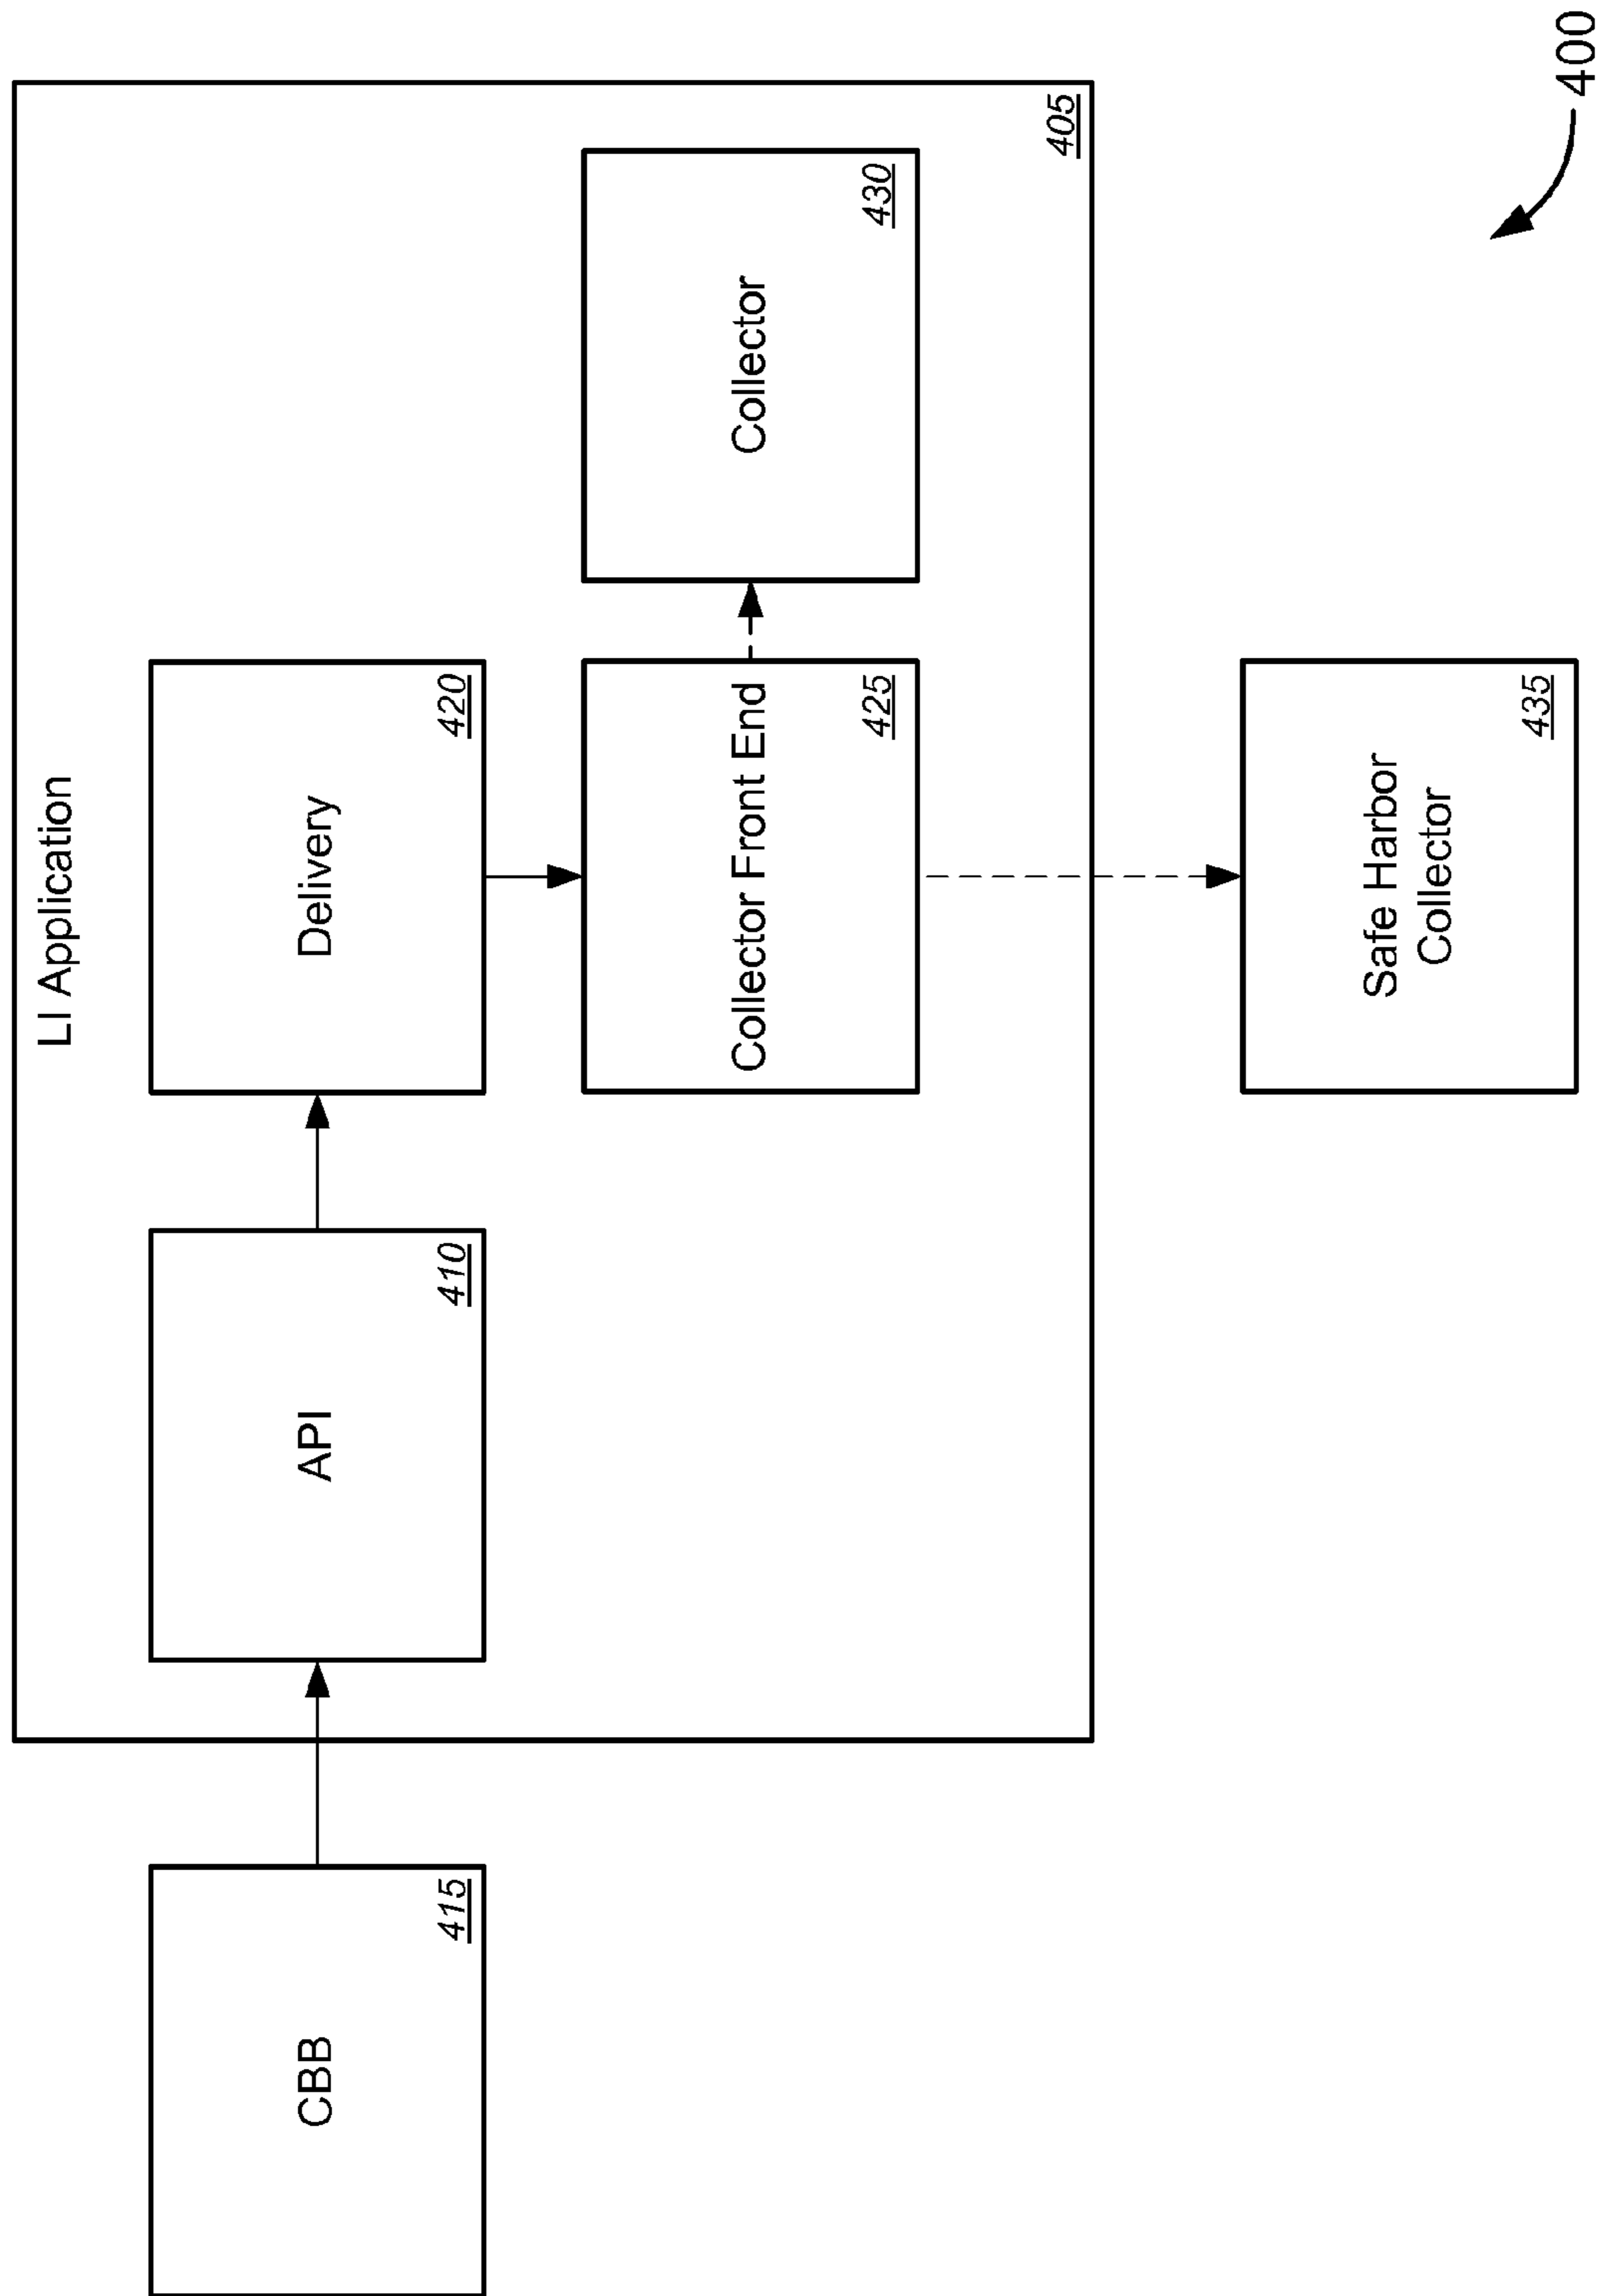 LI Application
CBB
415
API
410
Delivery
420
Collector Front End
425
Collector
430
405
Safe Harbor
Collector
435
400